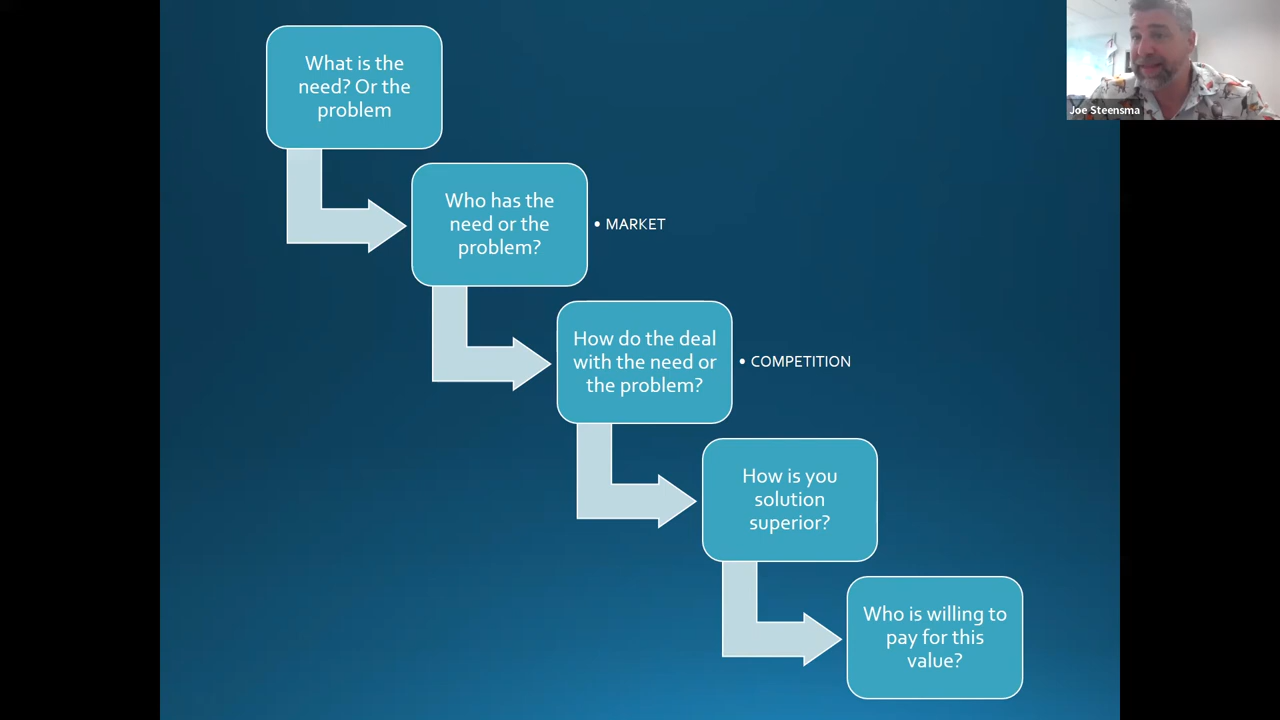 What is the
need? Or the
problem
Who has the
need or the
problem?
• MARKET
How do the deal
with the need or
the problem?
• COMPETITION
How is you
solution
superior?
Who is willing to
pay for this
value?
Joe Steensma